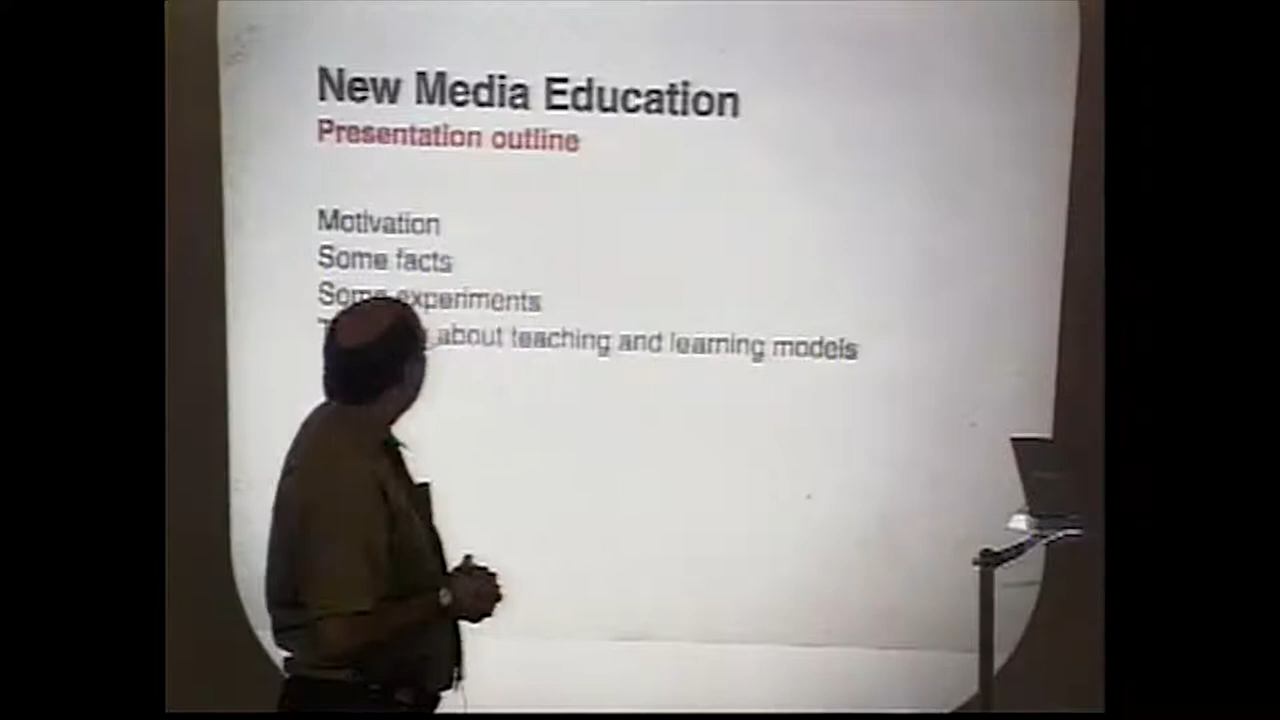 New Media Education
Presentation outline
Motivation
Some facts
Some experiments
about teaching and learning models